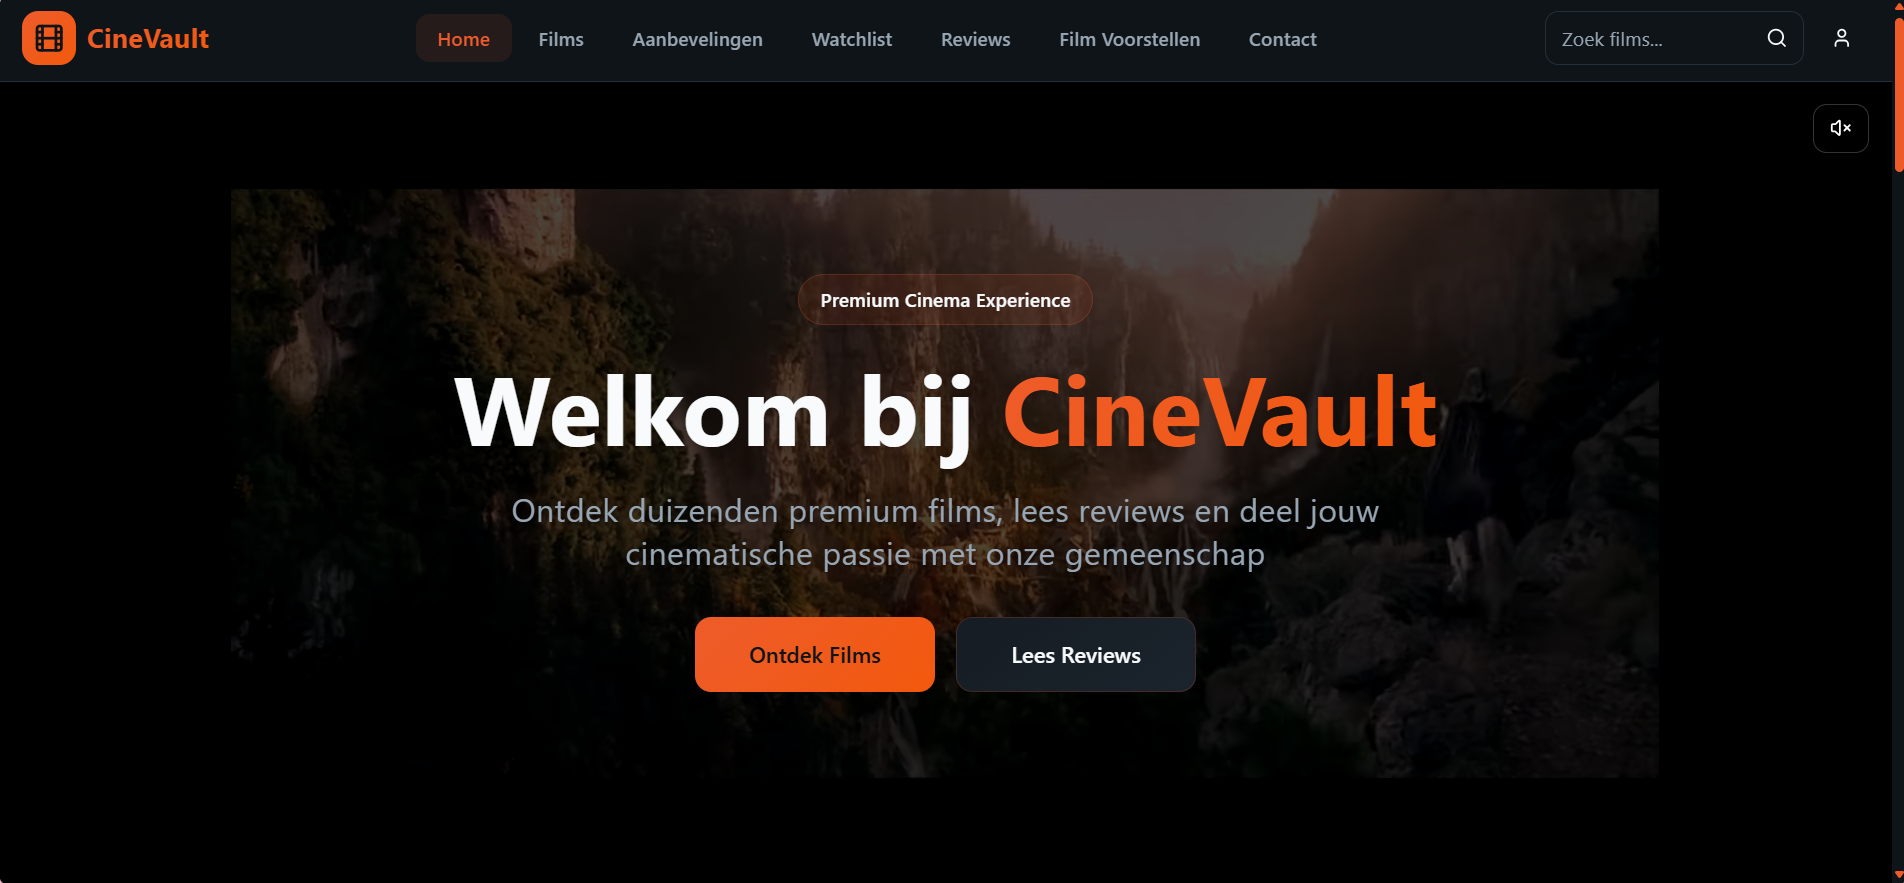 CineVault
Home
Films
Aanbevelingen
Watchlist
Reviews
Film Voorstellen
Contact
Zoek films...
Premium Cinema Experience
Welkom bij CineVault
Ontdek duizenden premium films, lees reviews en deel jouw
cinematische passie met onze gemeenschap
Ontdek Films
Lees Reviews